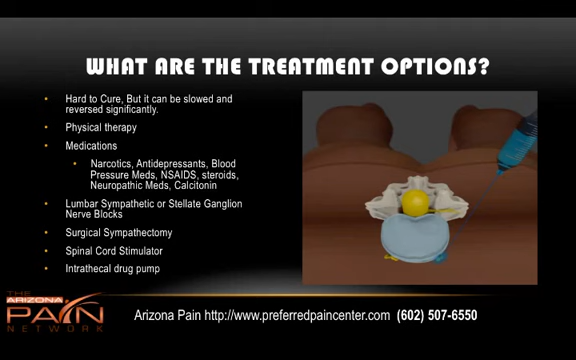 WHAT ARE THE TREATMENT OPTIONS?
• Hard to Cure, But it can be slowed and
reversed significantly.
• Physical therapy
• Medications
• Narcotics, Antidepressants, Blood
Pressure Meds, NSAIDS, steroids,
Neuropathic Meds, Calcitonin
• Lumbar Sympathetic or Stellate Ganglion
Nerve Blocks
• Surgical Sympathectomy
• Spinal Cord Stimulator
• Intrathecal drug pump
THE
ARIZONA
PAIN
NETWORK
Arizona Pain http://www.preferredpaincenter.com (602) 507-6550